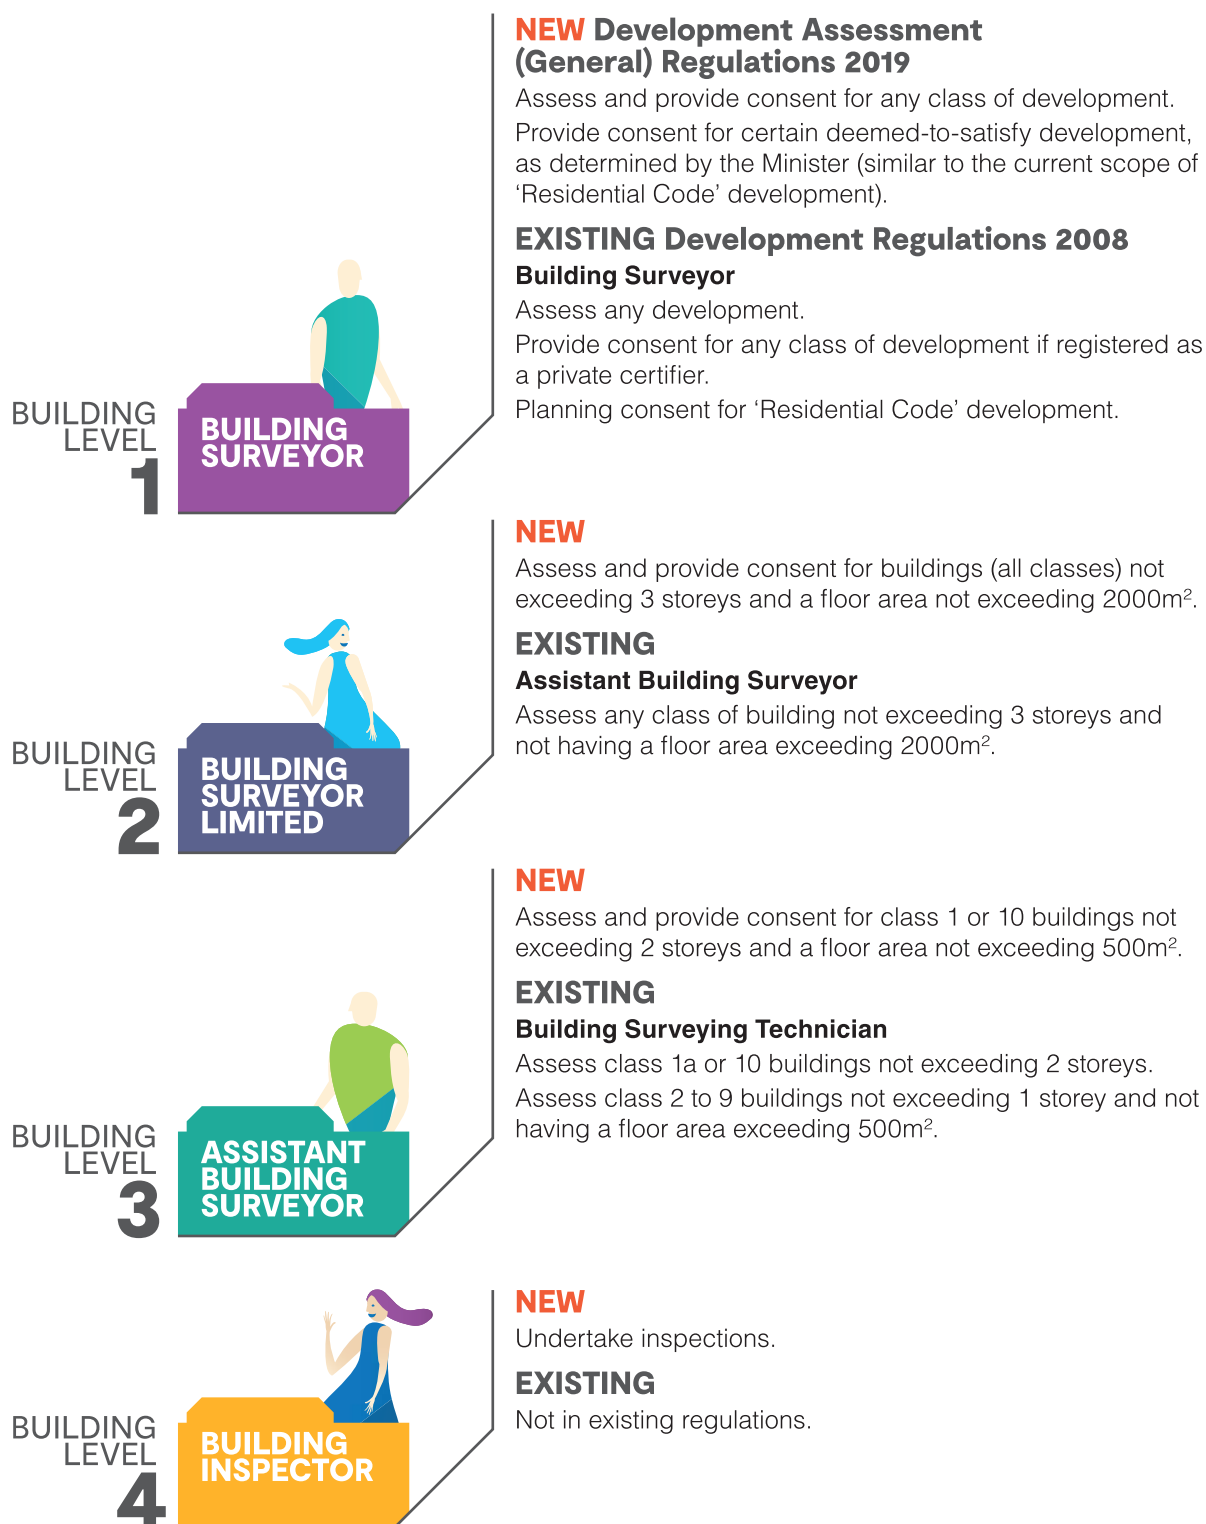 NEW Development Assessment
(General) Regulations 2019
Assess and provide consent for any class of development.
Provide consent for certain deemed-to-satisfy development,
as determined by the Minister (similar to the current scope of
‘Residential Code’ development).
EXISTING Development Regulations 2008
Building Surveyor
Assess any development.
Provide consent for any class of development if registered as
a private certifier.
Planning consent for ‘Residential Code’ development.
BUILDING
LEVEL
1
BUILDING
SURVEYOR
NEW
Assess and provide consent for buildings (all classes) not
exceeding 3 storeys and a floor area not exceeding 2000m².
EXISTING
Assistant Building Surveyor
Assess any class of building not exceeding 3 storeys and
not having a floor area exceeding 2000m².
BUILDING
LEVEL
2
BUILDING
SURVEYOR
LIMITED
NEW
Assess and provide consent for class 1 or 10 buildings not
exceeding 2 storeys and a floor area not exceeding 500m².
EXISTING
Building Surveying Technician
Assess class 1a or 10 buildings not exceeding 2 storeys.
Assess class 2 to 9 buildings not exceeding 1 storey and not
having a floor area exceeding 500m².
BUILDING
LEVEL
3
ASSISTANT
BUILDING
SURVEYOR
NEW
Undertake inspections.
EXISTING
Not in existing regulations.
BUILDING
LEVEL
4
BUILDING
INSPECTOR